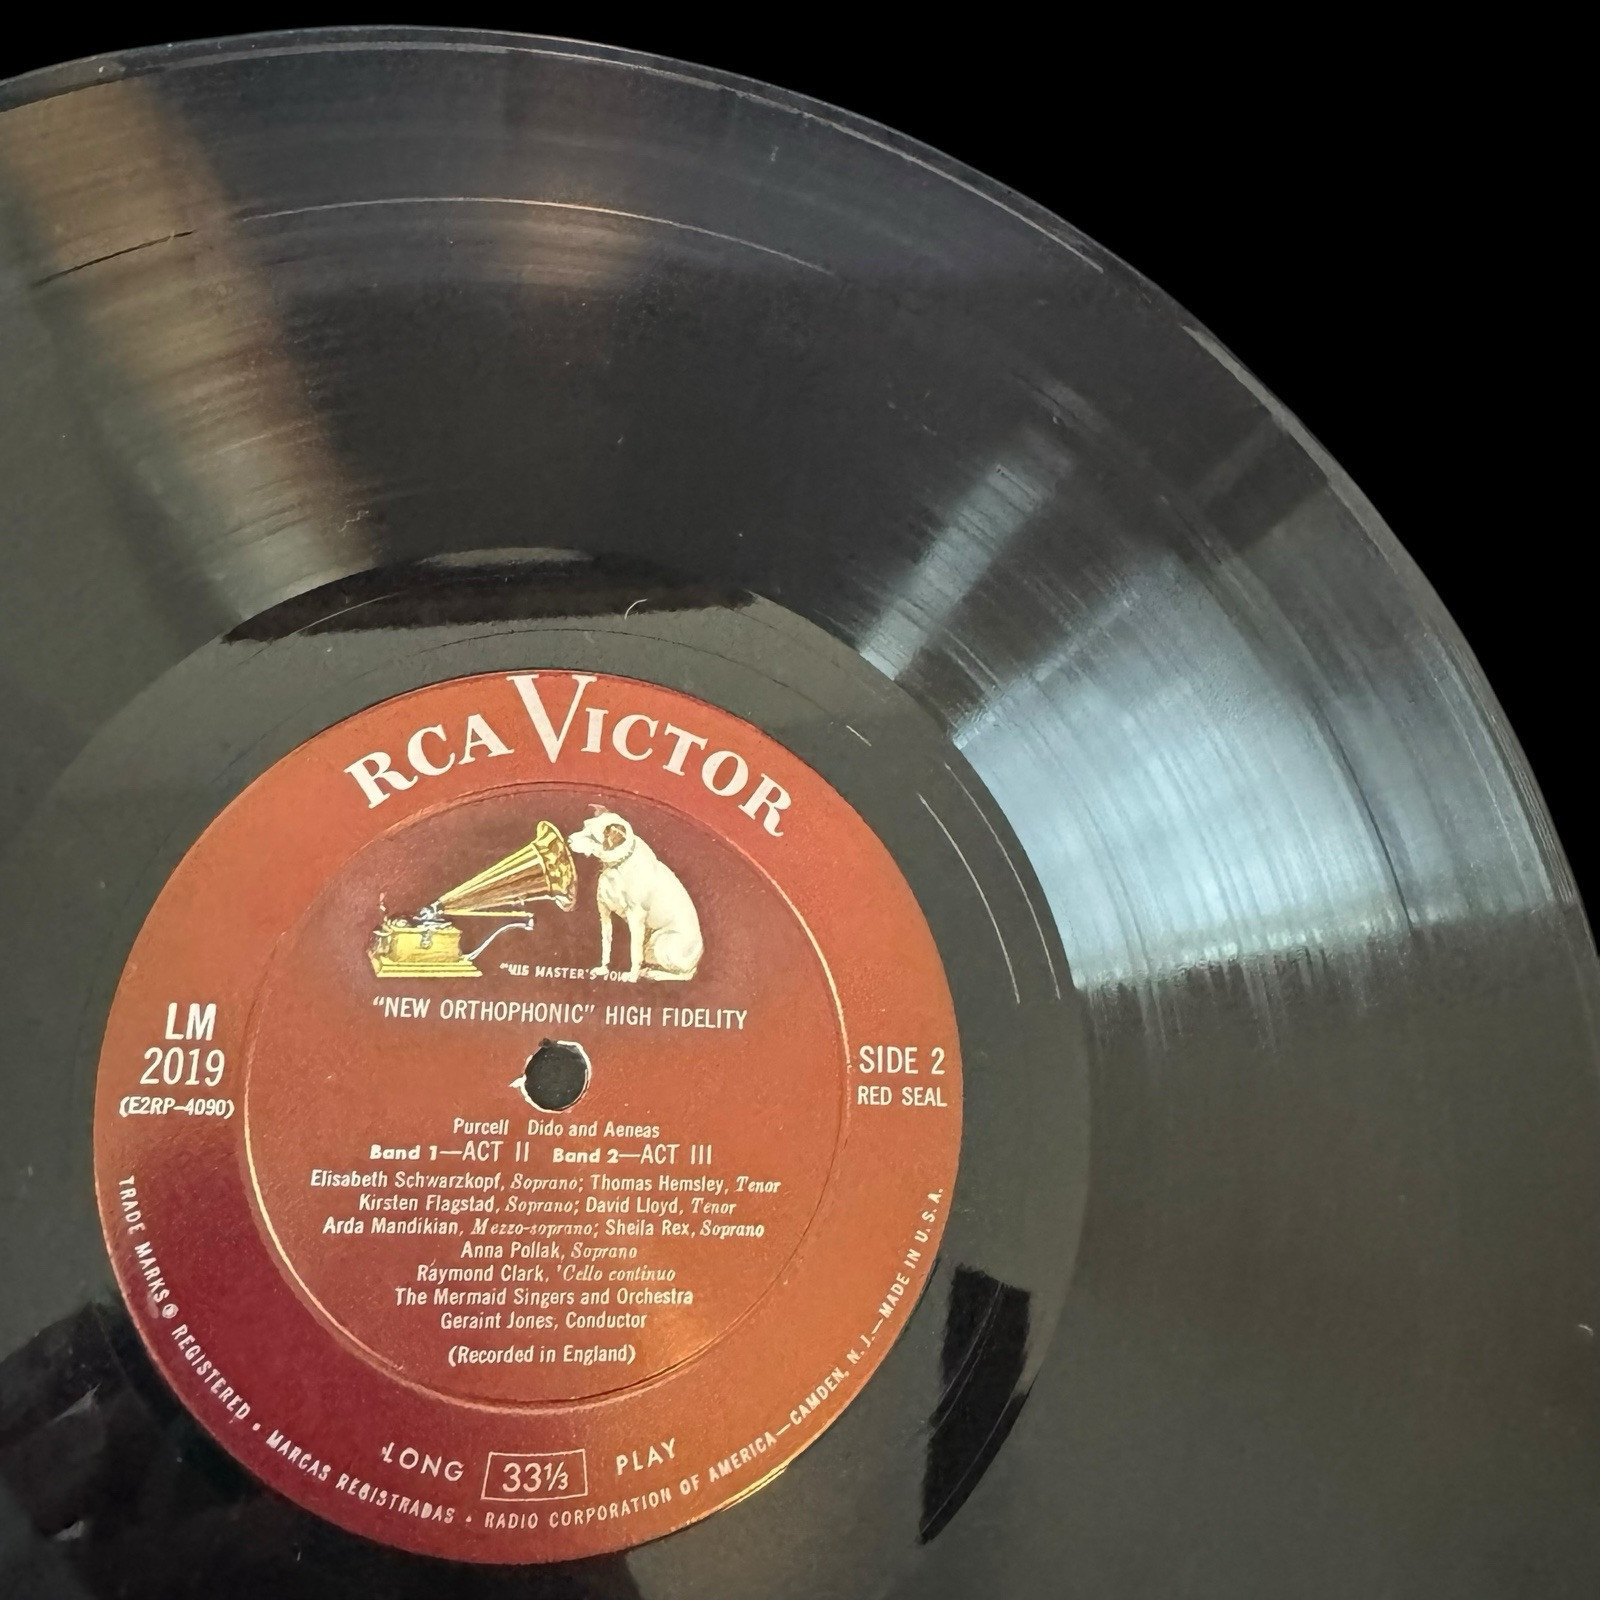 RCA VICTOR
"HIS MASTER'S VOICE"
"NEW ORTHOPHONIC" HIGH FIDELITY
LM
2019
(E2RP-4090)
SIDE 2
RED SEAL
Purcell Dido and Aeneas
Band 1—ACT II Band 2—ACT III
Elisabeth Schwarzkopf, Soprano; Thomas Hemsley, Tenor
Kirsten Flagstad, Soprano; David Lloyd, Tenor
Arda Mandikian, Mezzo-soprano; Sheila Rex, Soprano
Anna Pollak, Soprano
Raymond Clark, 'Cello continuo
The Mermaid Singers and Orchestra
Geraint Jones, Conductor
(Recorded in England)
LONG 33⅓ PLAY
TRADE MARKS® REGISTERED • MARCAS REGISTRADAS • RADIO CORPORATION OF AMERICA—CAMDEN, N. J.—MADE IN U. S. A.